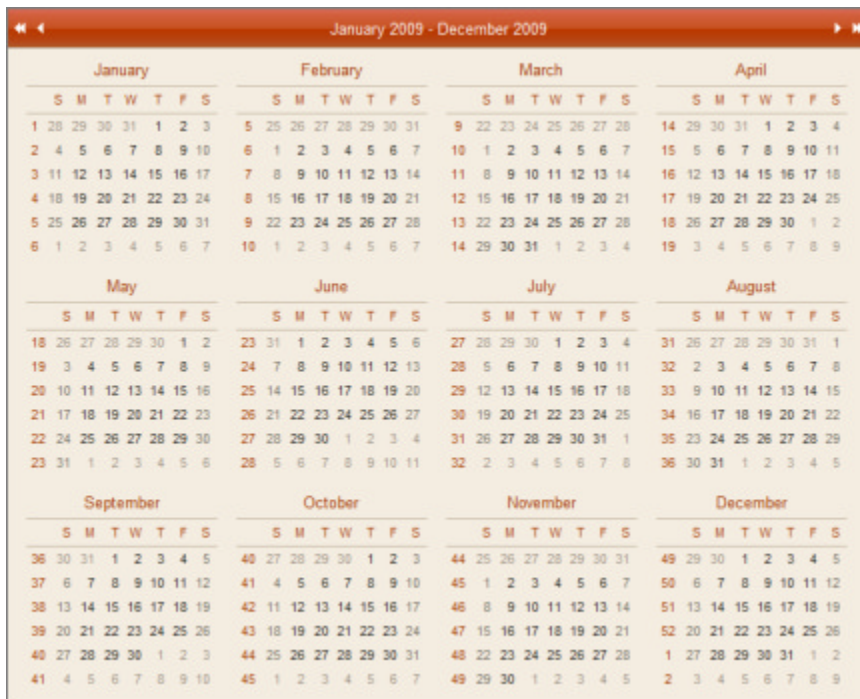 January 2009 - December 2009
January
S M T W T F S
1 28 29 30 31 1 2 3
2 4 5 6 7 8 9 10
3 11 12 13 14 15 16 17
4 18 19 20 21 22 23 24
5 25 26 27 28 29 30 31
6 1 2 3 4 5 6 7
February
S M T W T F S
5 25 26 27 28 29 30 31
6 1 2 3 4 5 6 7
7 8 9 10 11 12 13 14
8 15 16 17 18 19 20 21
9 22 23 24 25 26 27 28
10 1 2 3 4 5 6 7
March
S M T W T F S
9 22 23 24 25 26 27 28
10 1 2 3 4 5 6 7
11 8 9 10 11 12 13 14
12 15 16 17 18 19 20 21
13 22 23 24 25 26 27 28
14 29 30 31 1 2 3 4
April
S M T W T F S
14 29 30 31 1 2 3 4
15 5 6 7 8 9 10 11
16 12 13 14 15 16 17 18
17 19 20 21 22 23 24 25
18 26 27 28 29 30 1 2
19 3 4 5 6 7 8 9
May
S M T W T F S
18 26 27 28 29 30 1 2
19 3 4 5 6 7 8 9
20 10 11 12 13 14 15 16
21 17 18 19 20 21 22 23
22 24 25 26 27 28 29 30
23 31 1 2 3 4 5 6
June
S M T W T F S
23 31 1 2 3 4 5 6
24 7 8 9 10 11 12 13
25 14 15 16 17 18 19 20
26 21 22 23 24 25 26 27
27 28 29 30 1 2 3 4
28 5 6 7 8 9 10 11
July
S M T W T F S
27 28 29 30 1 2 3 4
28 5 6 7 8 9 10 11
29 12 13 14 15 16 17 18
30 19 20 21 22 23 24 25
31 26 27 28 29 30 31 1
32 2 3 4 5 6 7 8
August
S M T W T F S
31 26 27 28 29 30 31 1
32 2 3 4 5 6 7 8
33 9 10 11 12 13 14 15
34 16 17 18 19 20 21 22
35 23 24 25 26 27 28 29
36 30 31 1 2 3 4 5
September
S M T W T F S
36 30 31 1 2 3 4 5
37 6 7 8 9 10 11 12
38 13 14 15 16 17 18 19
39 20 21 22 23 24 25 26
40 27 28 29 30 1 2 3
41 4 5 6 7 8 9 10
October
S M T W T F S
40 27 28 29 30 1 2 3
41 4 5 6 7 8 9 10
42 11 12 13 14 15 16 17
43 18 19 20 21 22 23 24
44 25 26 27 28 29 30 31
45 1 2 3 4 5 6 7
November
S M T W T F S
44 25 26 27 28 29 30 31
45 1 2 3 4 5 6 7
46 8 9 10 11 12 13 14
47 15 16 17 18 19 20 21
48 22 23 24 25 26 27 28
49 29 30 1 2 3 4 5
December
S M T W T F S
49 29 30 1 2 3 4 5
50 6 7 8 9 10 11 12
51 13 14 15 16 17 18 19
52 20 21 22 23 24 25 26
1 27 28 29 30 31 1 2
2 3 4 5 6 7 8 9